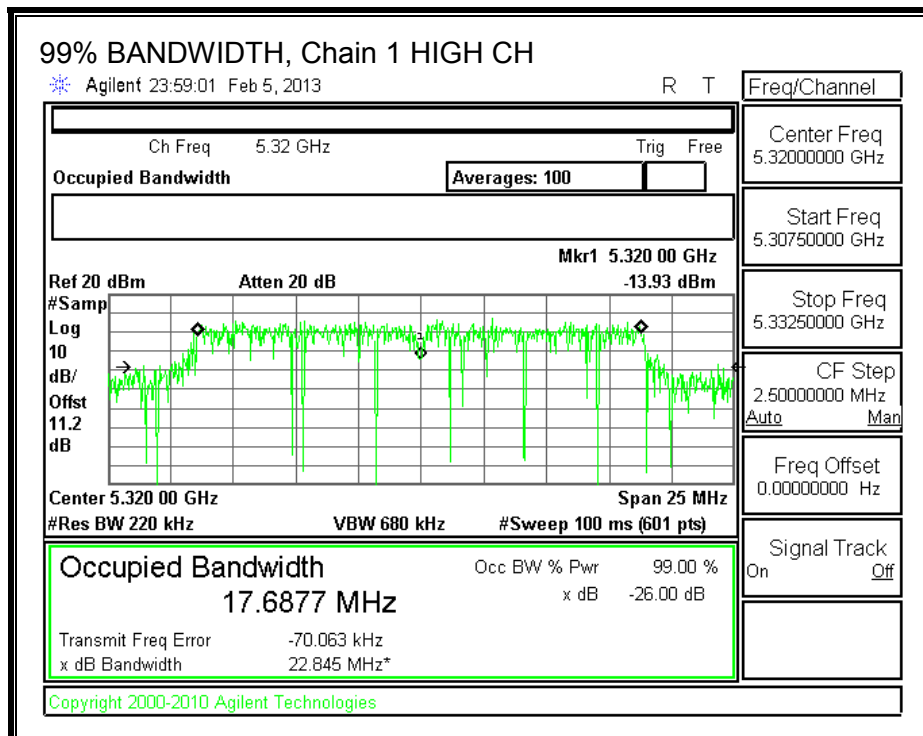 99% BANDWIDTH, Chain 1 HIGH CH
Agilent 23:59:01 Feb 5, 2013 R T
Ch Freq 5.32 GHz Trig Free
Occupied Bandwidth Averages: 100
Mkr1 5.320 00 GHz
Ref 20 dBm Atten 20 dB -13.93 dBm
#Samp
Log
10
dB/
Offst
11.2
dB
1
Center 5.320 00 GHz Span 25 MHz
#Res BW 220 kHz VBW 680 kHz #Sweep 100 ms (601 pts)
Occupied Bandwidth Occ BW % Pwr 99.00 %
17.6877 MHz x dB -26.00 dB
Transmit Freq Error -70.063 kHz
x dB Bandwidth 22.845 MHz*
Copyright 2000-2010 Agilent Technologies
Freq/Channel
Center Freq
5.32000000 GHz
Start Freq
5.30750000 GHz
Stop Freq
5.33250000 GHz
CF Step
2.50000000 MHz
Auto Man
Freq Offset
0.00000000 Hz
Signal Track
On Off